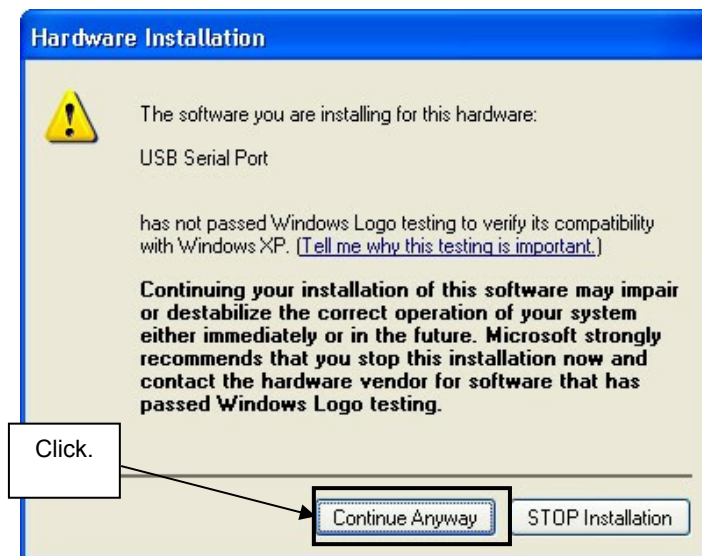 Hardware Installation
The software you are installing for this hardware:
USB Serial Port
has not passed Windows Logo testing to verify its compatibility
with Windows XP. (Tell me why this testing is important.)
Continuing your installation of this software may impair
or destabilize the correct operation of your system
either immediately or in the future. Microsoft strongly
recommends that you stop this installation now and
contact the hardware vendor for software that has
passed Windows Logo testing.
Click.
Continue Anyway
STOP Installation